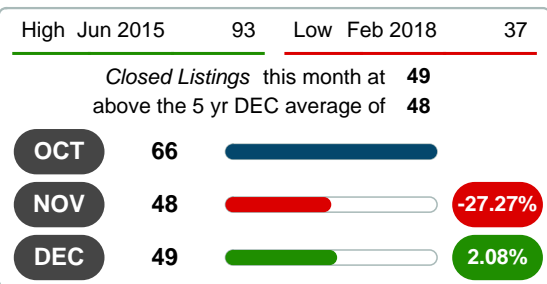 High Jun 2015 93 Low Feb 2018 37
Closed Listings this month at 49
above the 5 yr DEC average of 48
OCT 66
NOV 48 -27.27%
DEC 49 2.08%